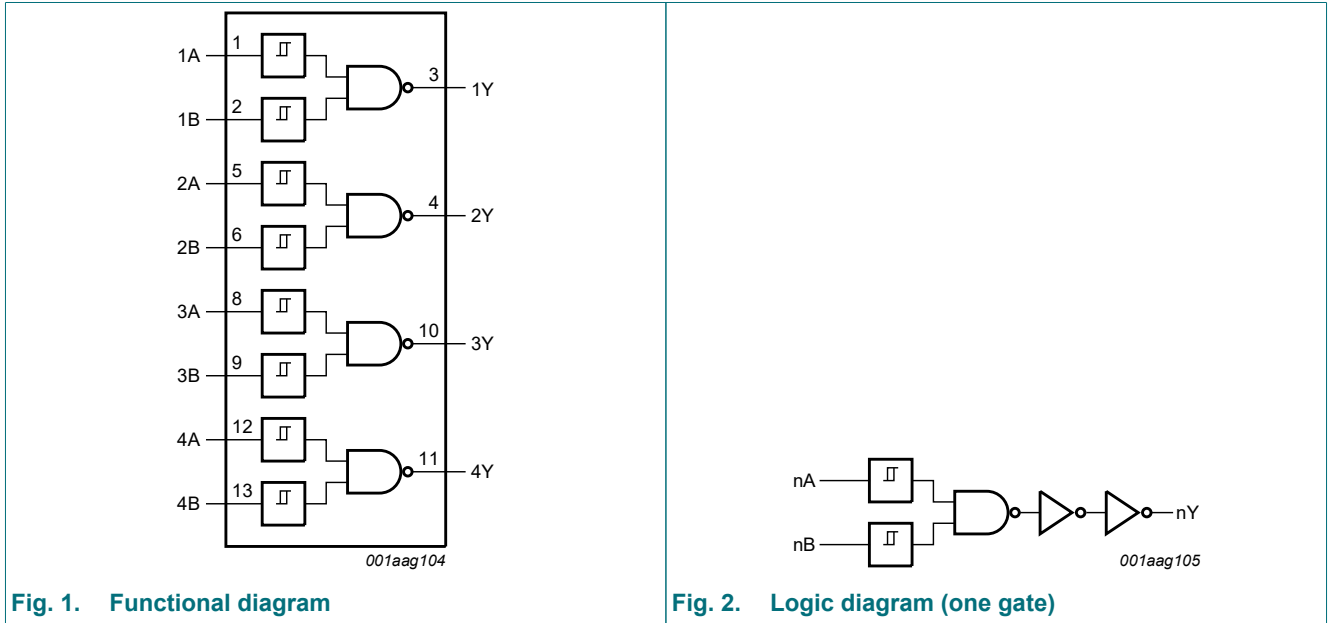 1A 1
3 1Y
1B 2
2A 5
4 2Y
2B 6
3A 8
10 3Y
3B 9
4A 12
11 4Y
4B 13
001aag104
Fig. 1. Functional diagram
nA
nY
nB
001aag105
Fig. 2. Logic diagram (one gate)